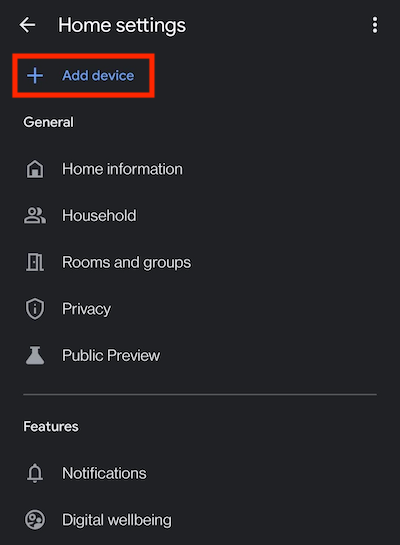 Home settings
Add device
General
Home information
Household
Rooms and groups
Privacy
Public Preview
Features
Notifications
Digital wellbeing